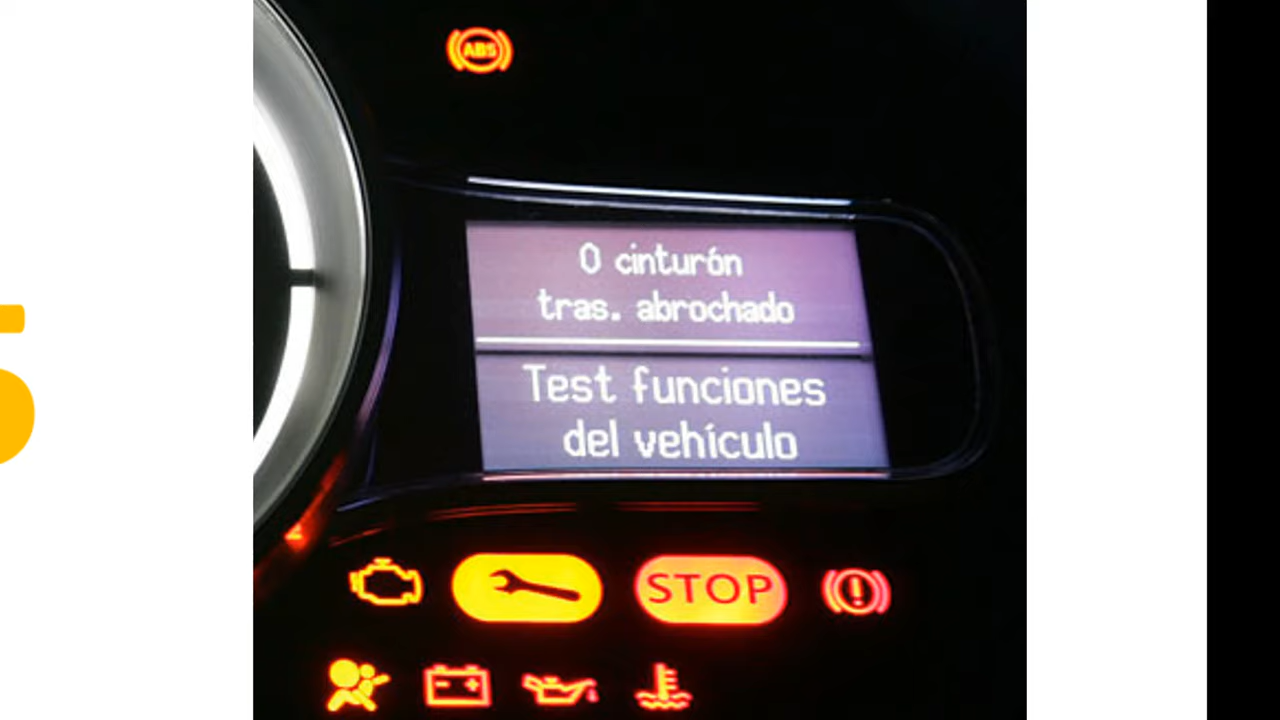 ABS
0 cinturón
tras. abrochado
Test funciones
del vehículo
STOP